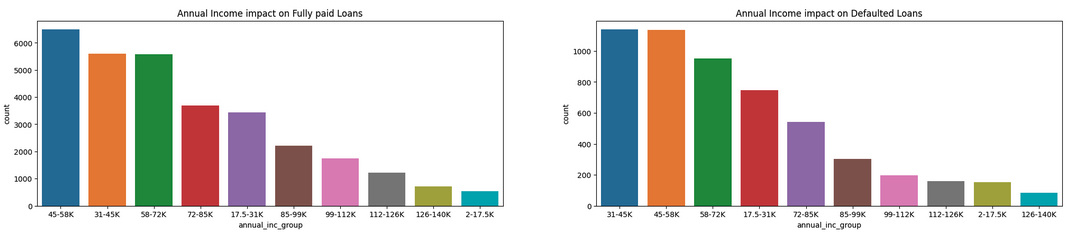 Annual Income impact on Fully paid Loans
count
6000
5000
4000
3000
2000
1000
0
45-58K 31-45K 58-72K 72-85K 17.5-31K 85-99K 99-112K 112-126K 126-140K 2-17.5K
annual_inc_group
Annual Income impact on Defaulted Loans
count
1000
800
600
400
200
0
31-45K 45-58K 58-72K 17.5-31K 72-85K 85-99K 99-112K 112-126K 2-17.5K 126-140K
annual_inc_group